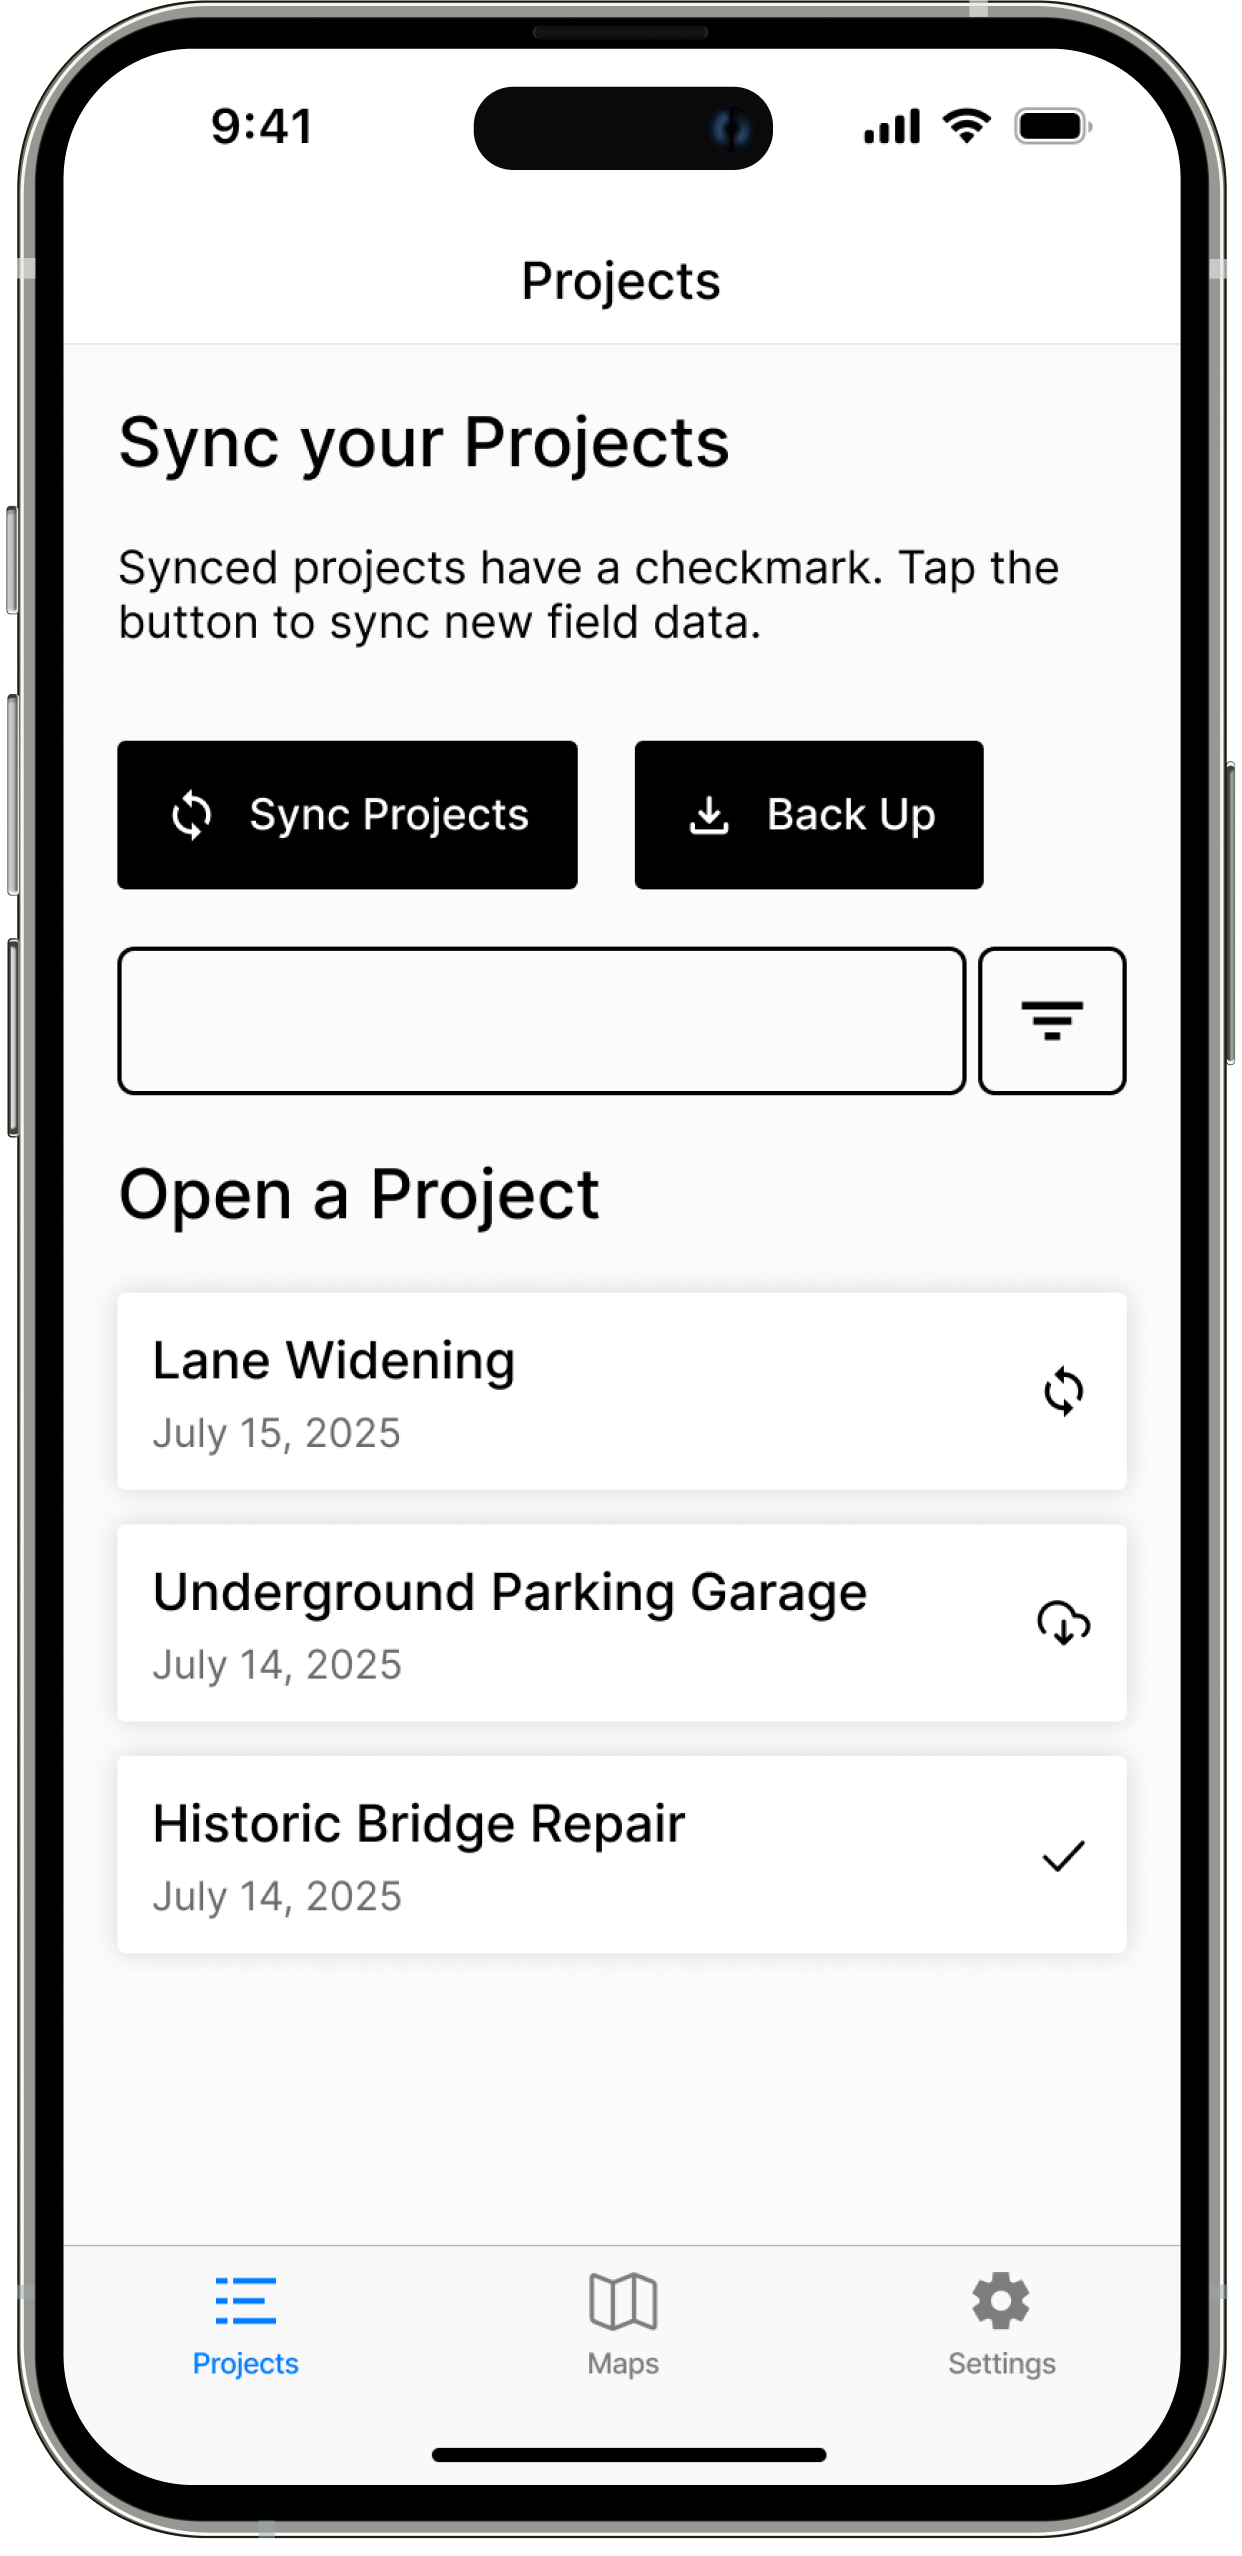 9:41
Projects
Sync your Projects
Synced projects have a checkmark. Tap the
button to sync new field data.
Sync Projects
Back Up
Open a Project
Lane Widening
July 15, 2025
Underground Parking Garage
July 14, 2025
Historic Bridge Repair
July 14, 2025
Projects
Maps
Settings